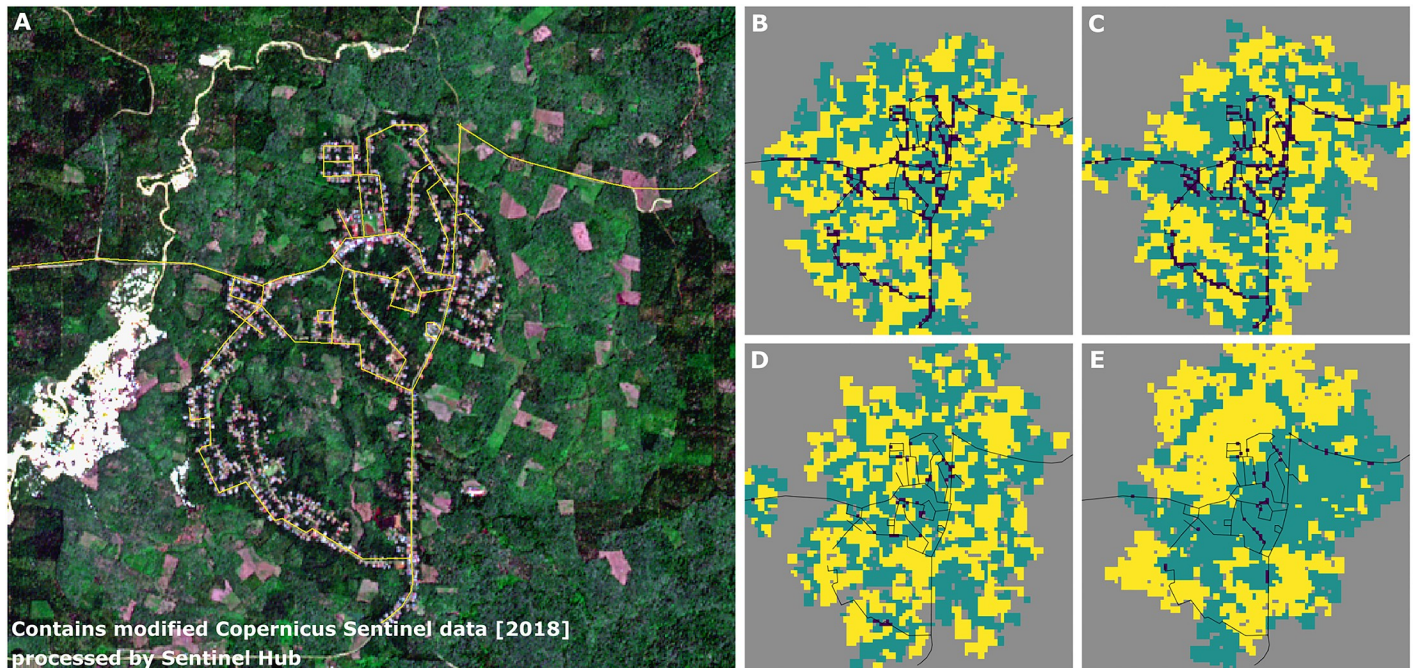 A
B
C
D
E
Contains modified Copernicus Sentinel data [2018]
processed by Sentinel Hub